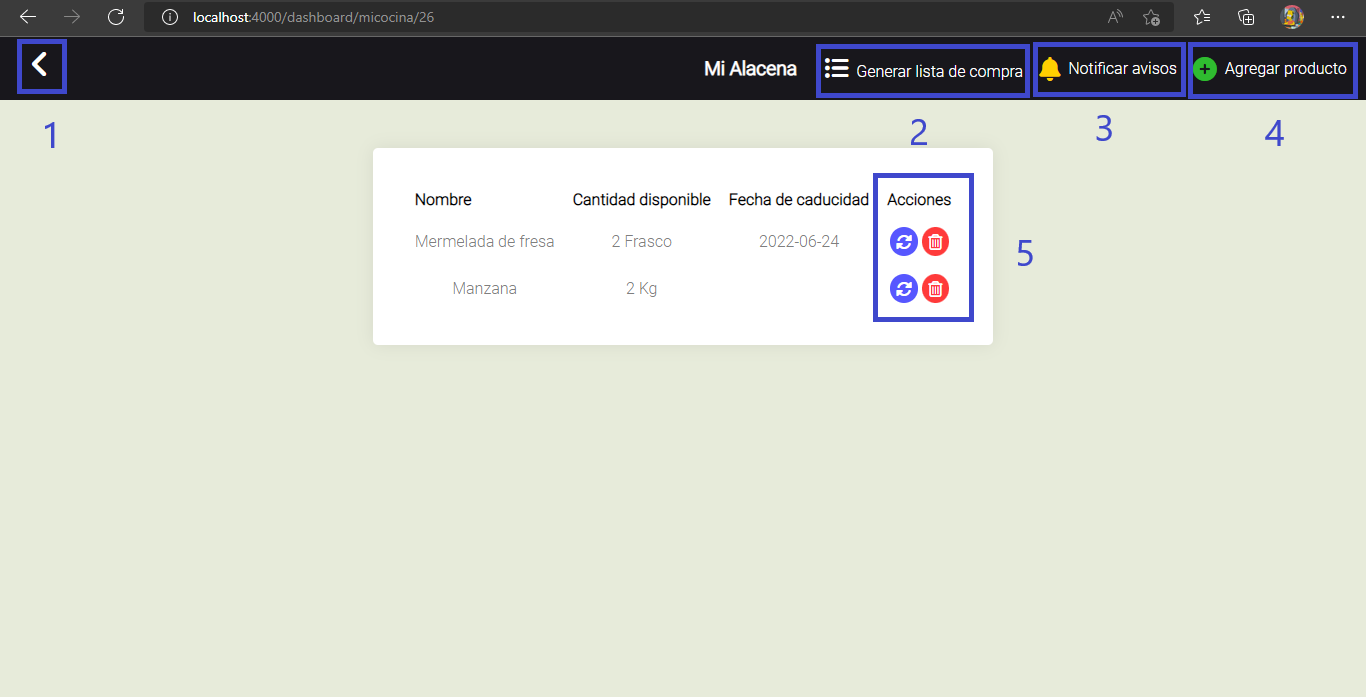 localhost:4000/dashboard/micocina/26
Mi Alacena Generar lista de compra Notificar avisos Agregar producto
1 2 3 4
Nombre Cantidad disponible Fecha de caducidad Acciones
Mermelada de fresa 2 Frasco 2022-06-24
5
Manzana 2 Kg